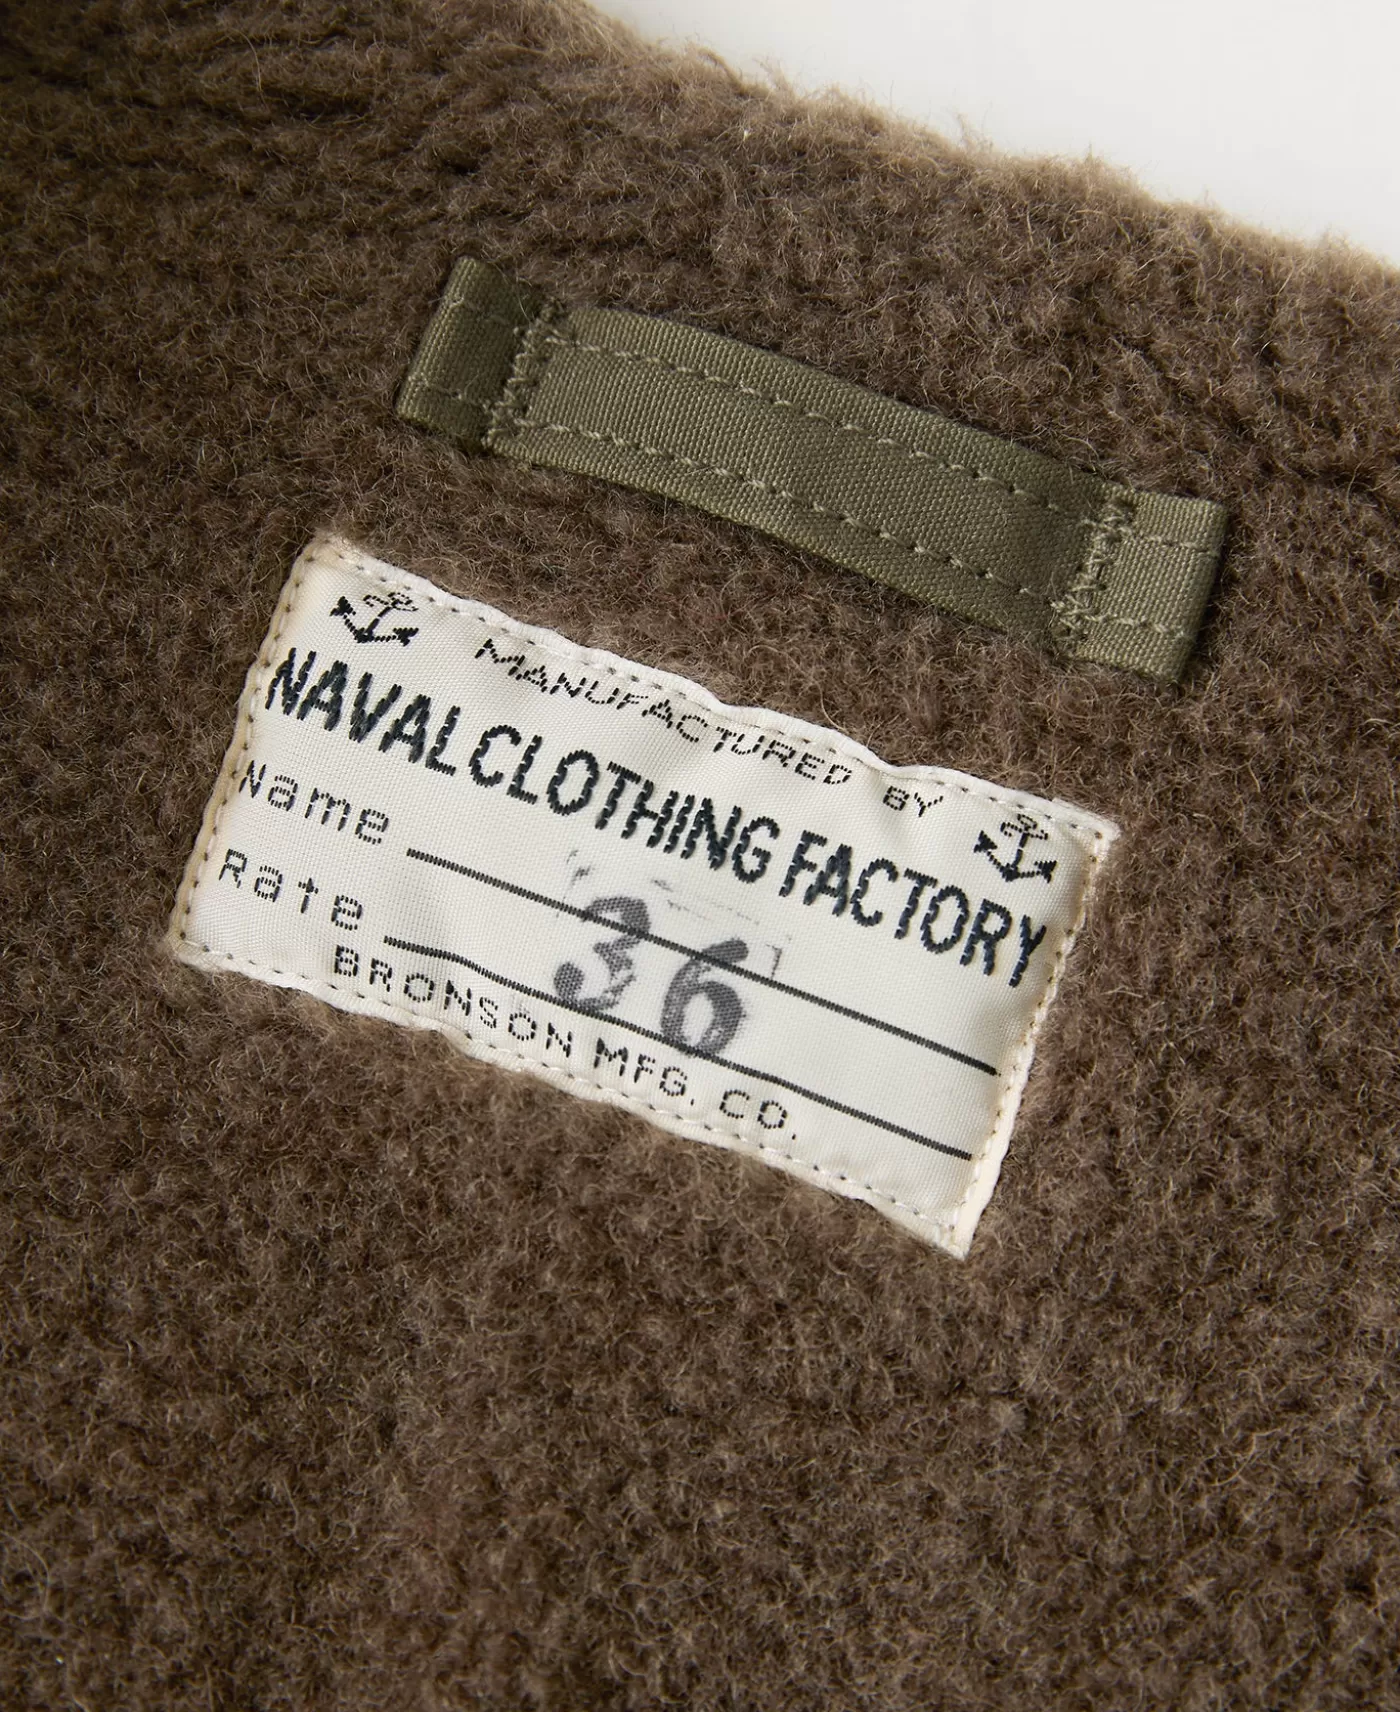 MANUFACTURED BY
NAVAL CLOTHING FACTORY
Name
36
Rate
BRONSON MFG. CO.